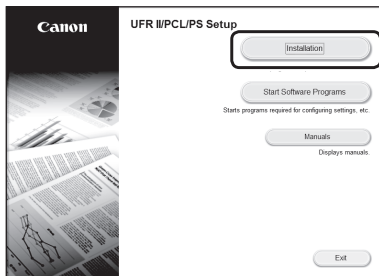 Canon
UFR II/PCL/PS Setup
Installation
Start Software Programs
Starts programs required for configuring settings, etc.
Manuals
Displays manuals.
Exit